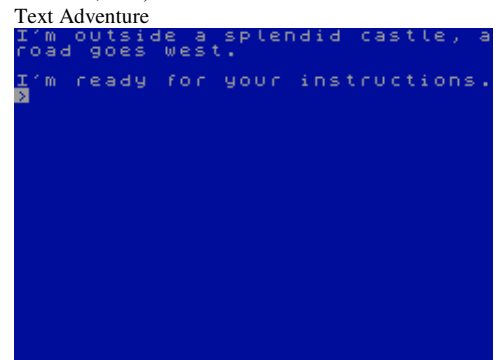 Text Adventure
I'm outside a splendid castle, a
road goes west.
I'm ready for your instructions.
>